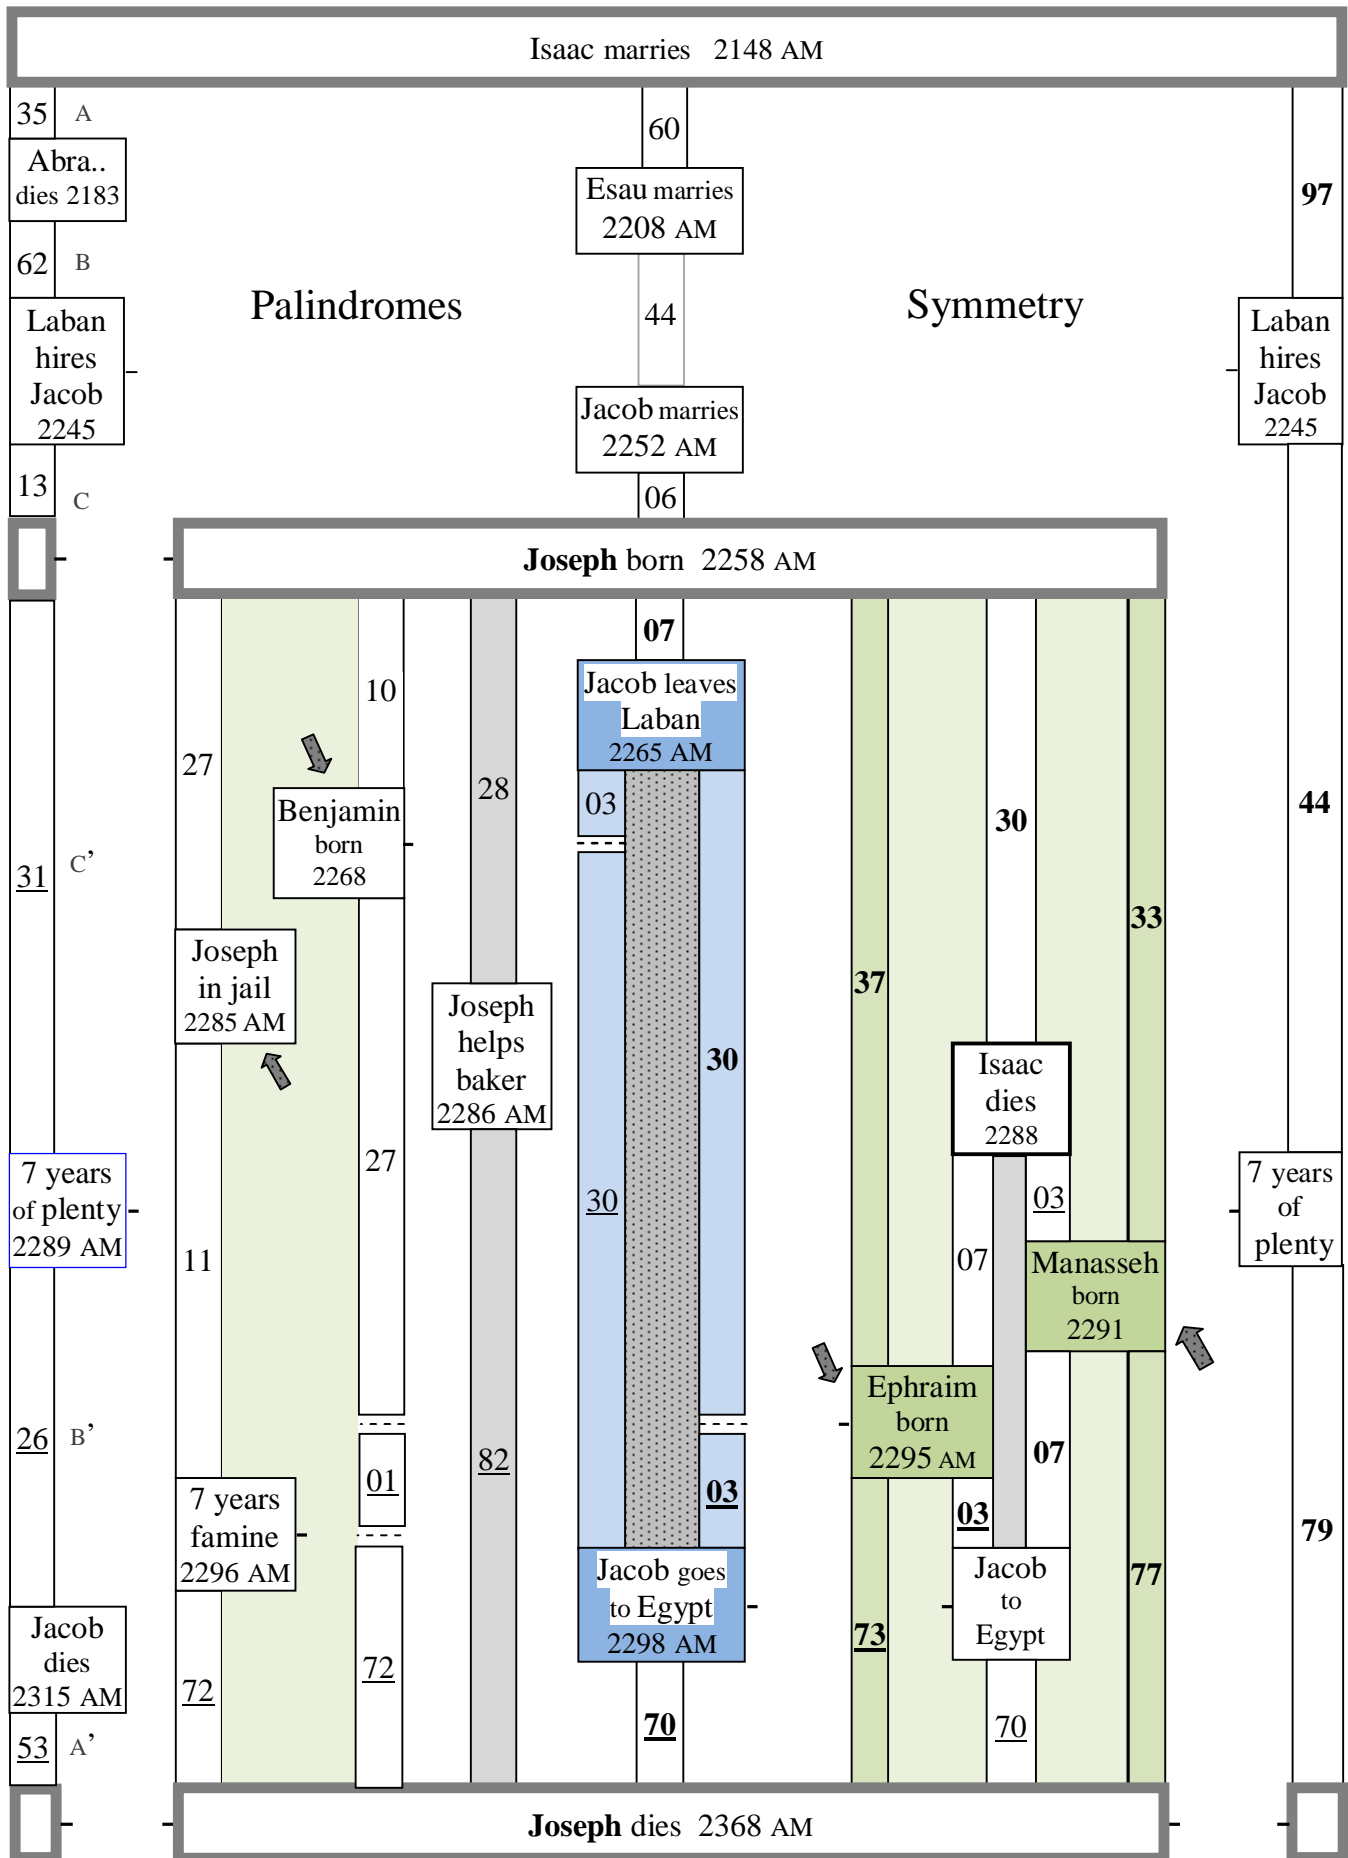 Isaac marries 2148 AM
35 A
60
Abra..
dies 2183
Esau marries
2208 AM
97
62 B
Palindromes
Symmetry
44
Laban
hires
Jacob
2245
Laban
hires
Jacob
2245
Jacob marries
2252 AM
13 C
06
Joseph born 2258 AM
07
10
Jacob leaves
Laban
2265 AM
27
28
03
Benjamin
born
2268
30
44
31 C’
33
Joseph
in jail
2285 AM
37
Joseph
helps
baker
2286 AM
30
Isaac
dies
2288
27
7 years
of plenty
2289 AM
30
03
7 years
of
plenty
11
07
Manasseh
born
2291
Ephraim
born
2295 AM
26 B’
82
07
01
03
03
7 years
famine
2296 AM
79
Jacob goes
to Egypt
2298 AM
Jacob
to
Egypt
77
Jacob
dies
2315 AM
73
72
72
70
70
53 A’
Joseph dies 2368 AM